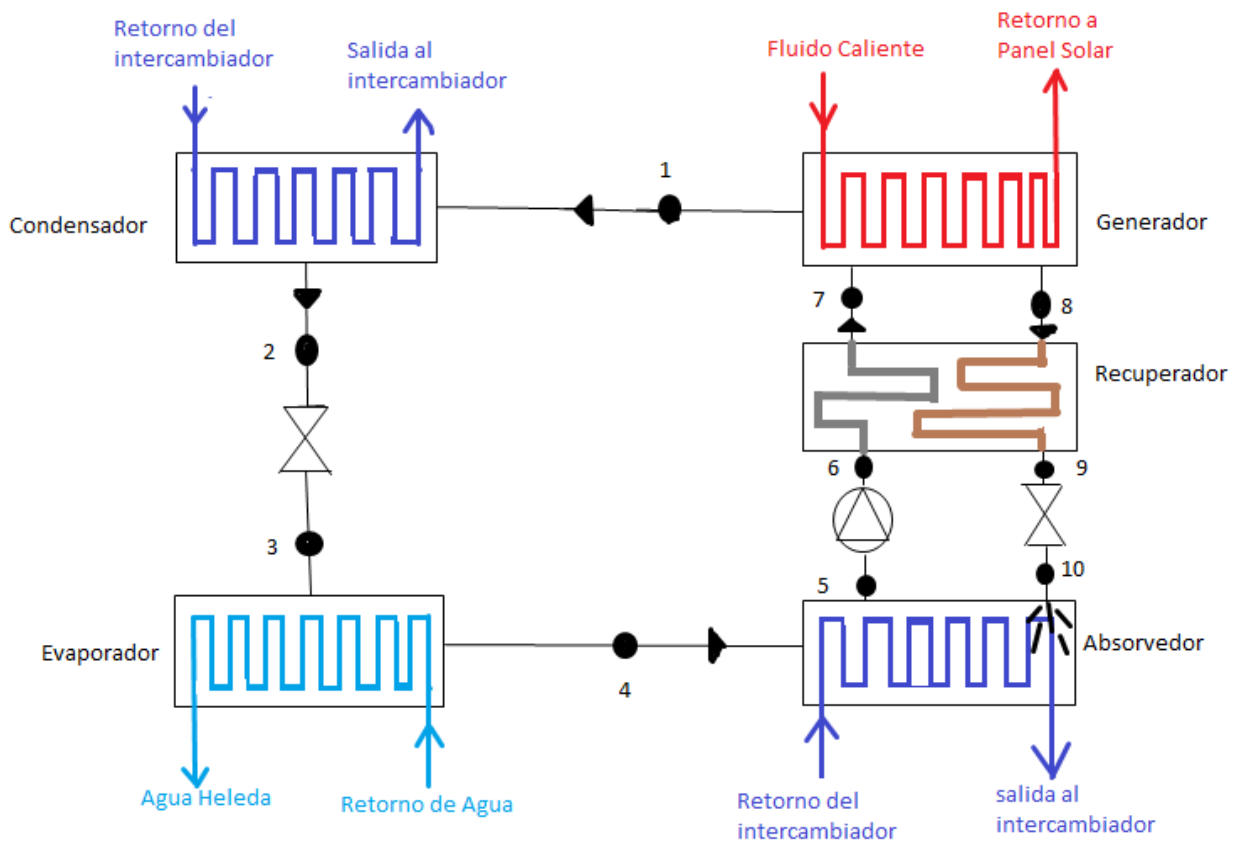 Retorno del
intercambiador
Salida al
intercambiador
Fluido Caliente
Retorno a
Panel Solar
1
Condensador
Generador
7
8
2
Recuperador
6
9
3
5
10
Evaporador
4
Absorvedor
Agua Heleda
Retorno de Agua
Retorno del
intercambiador
salida al
intercambiador